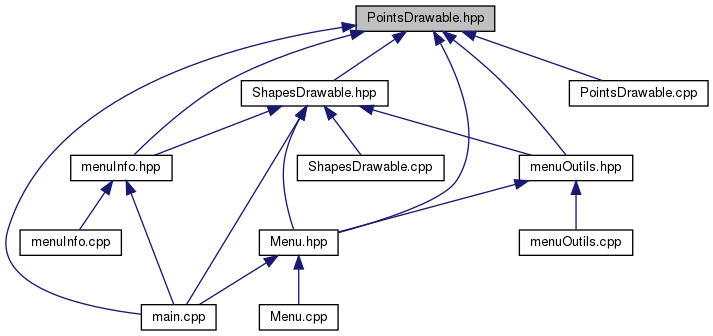 PointsDrawable.hpp
ShapesDrawable.hpp
PointsDrawable.cpp
menuInfo.hpp
ShapesDrawable.cpp
menuOutils.hpp
menuInfo.cpp
Menu.hpp
menuOutils.cpp
main.cpp
Menu.cpp